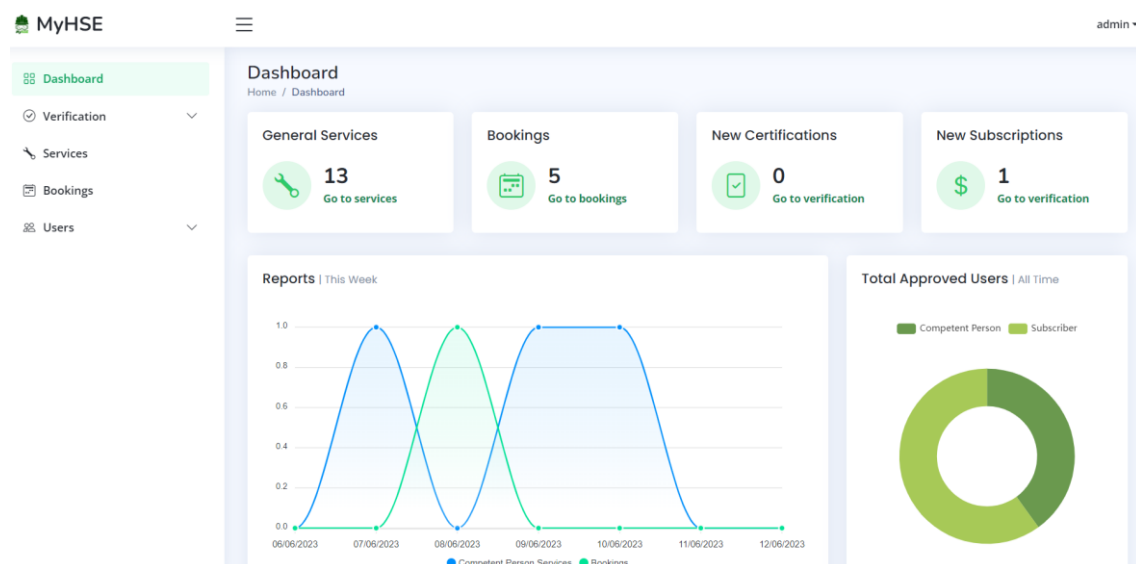 MyHSE
admin
Dashboard
Verification
Services
Bookings
Users
Dashboard
Home / Dashboard
General Services
13
Go to services
Bookings
5
Go to bookings
New Certifications
0
Go to verification
New Subscriptions
1
Go to verification
Reports | This Week
1.0
0.8
0.6
0.4
0.2
0.0
06/06/2023 07/06/2023 08/06/2023 09/06/2023 10/06/2023 11/06/2023 12/06/2023
Competent Person Services Bookings
Total Approved Users | All Time
Competent Person Subscriber